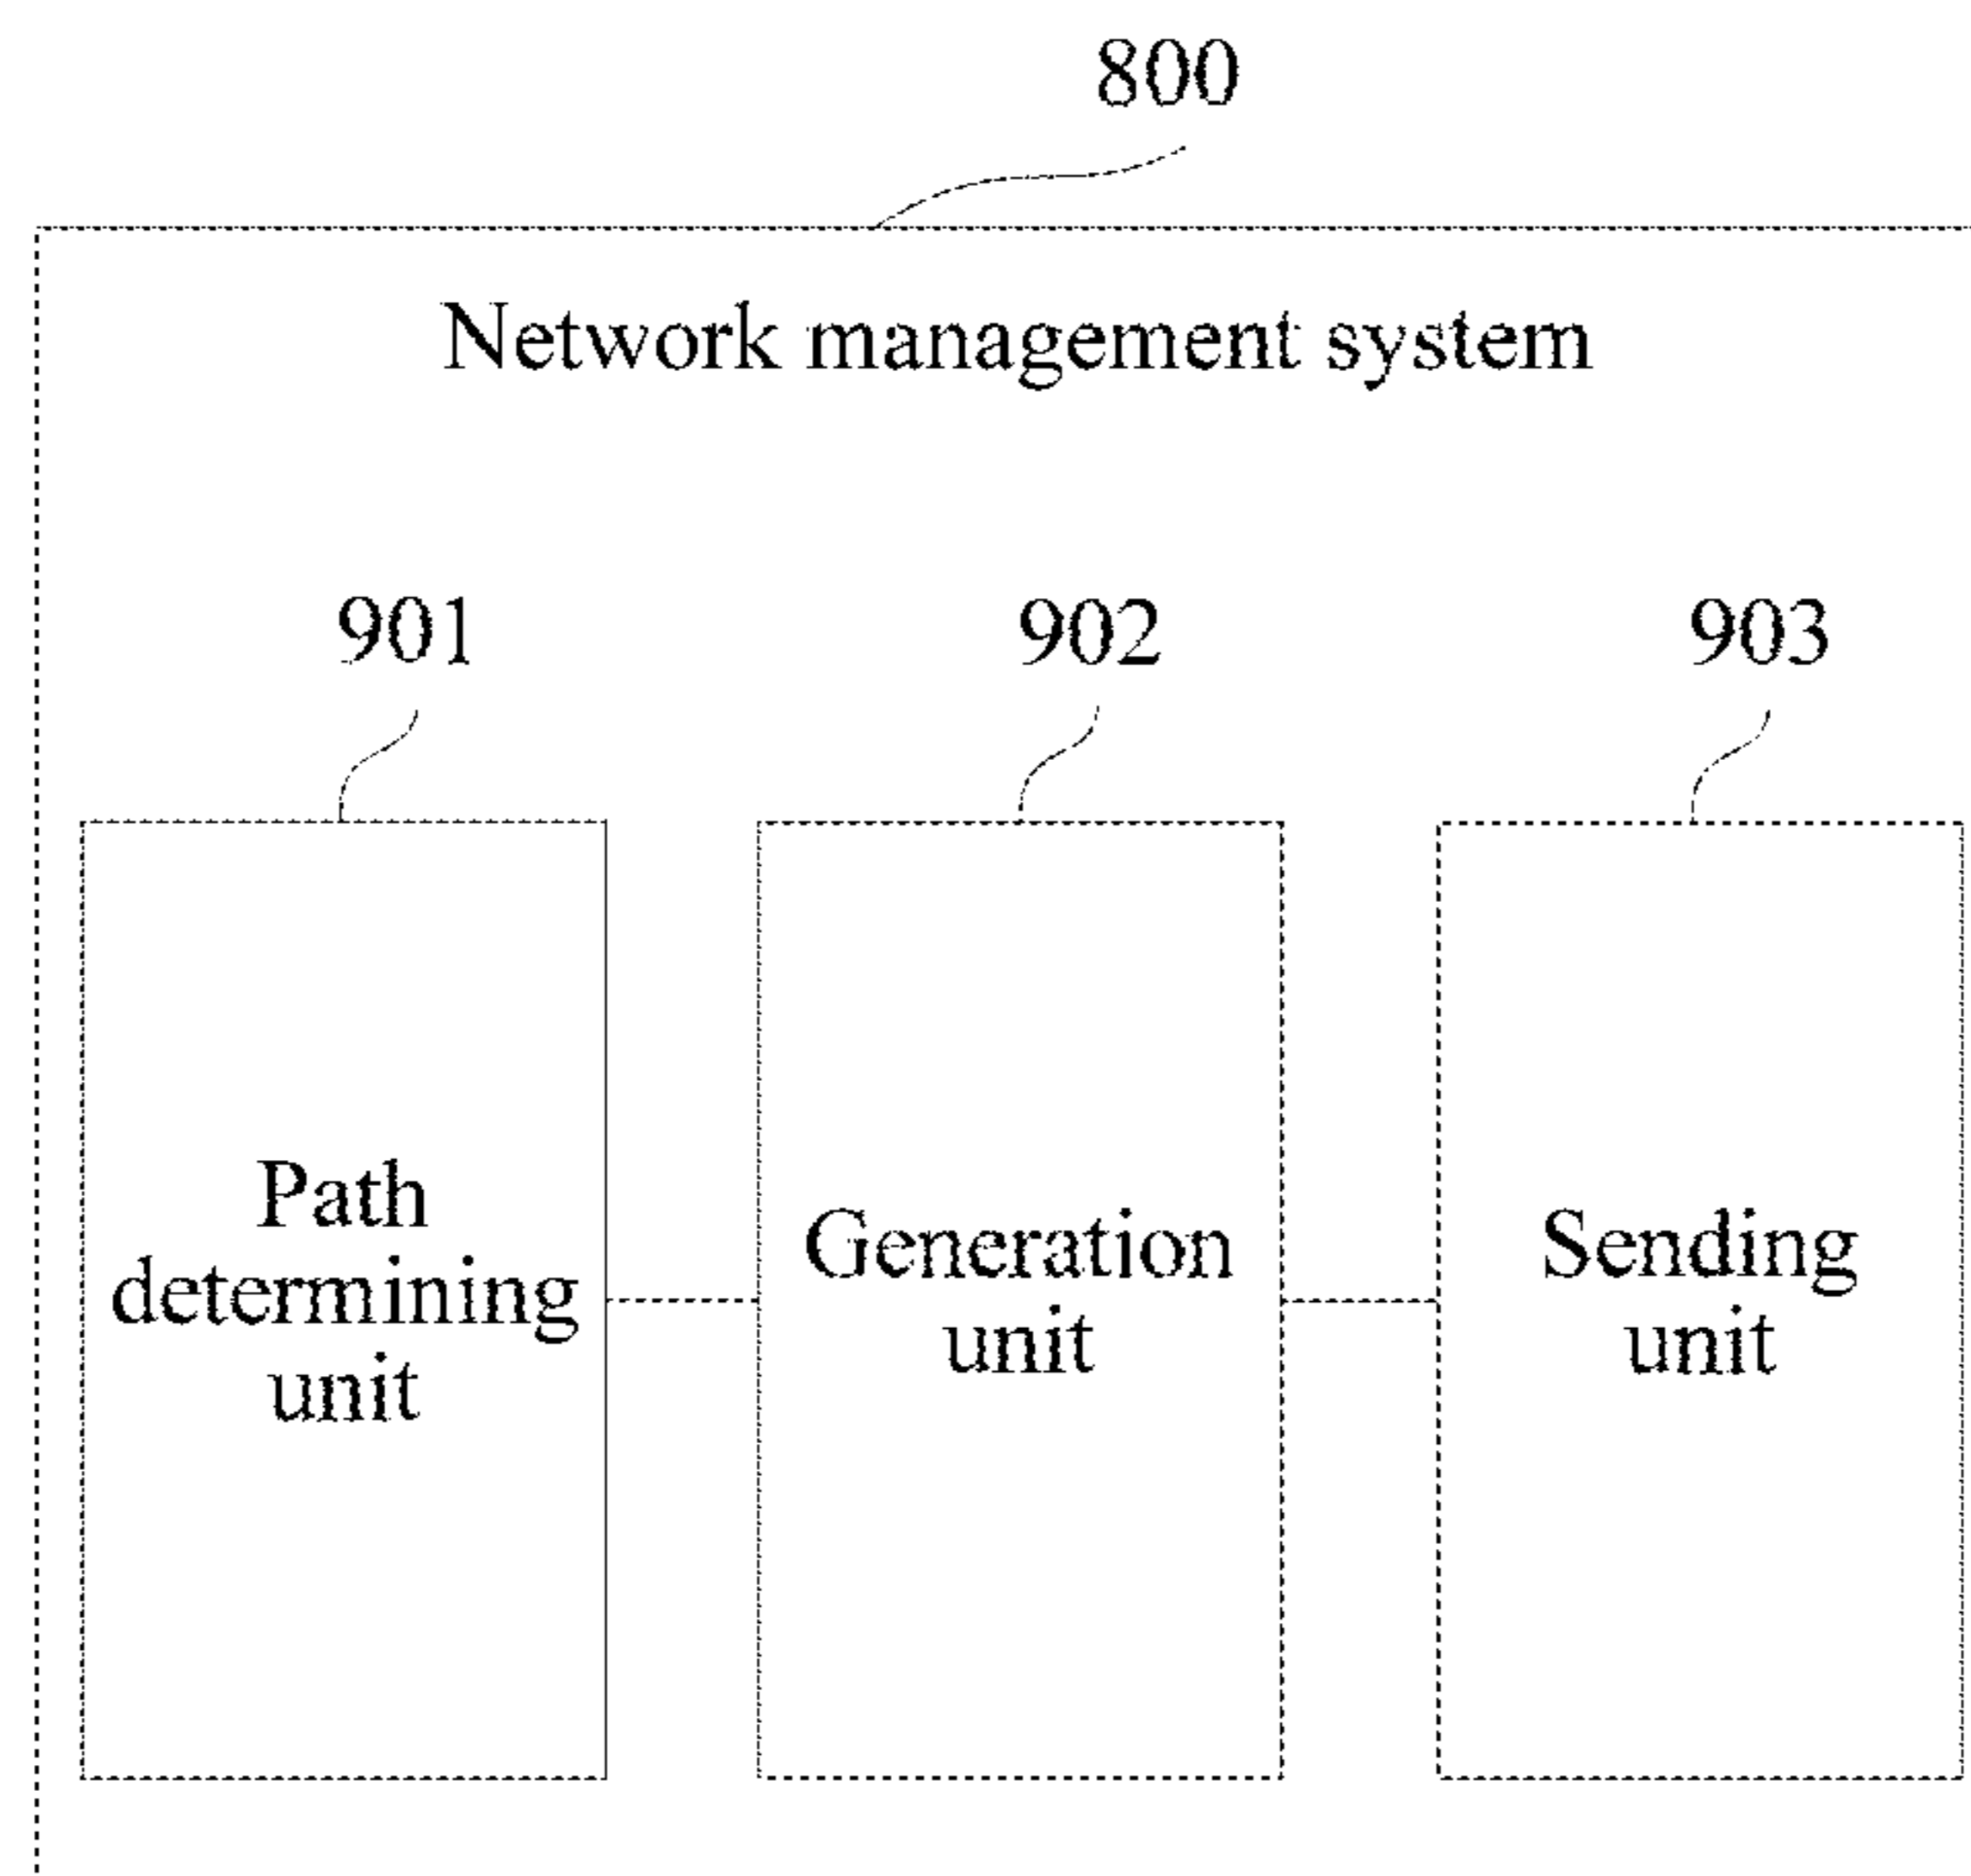 800
Network management system
901
902
903
Path
determining
unit
Generation
unit
Sending
unit